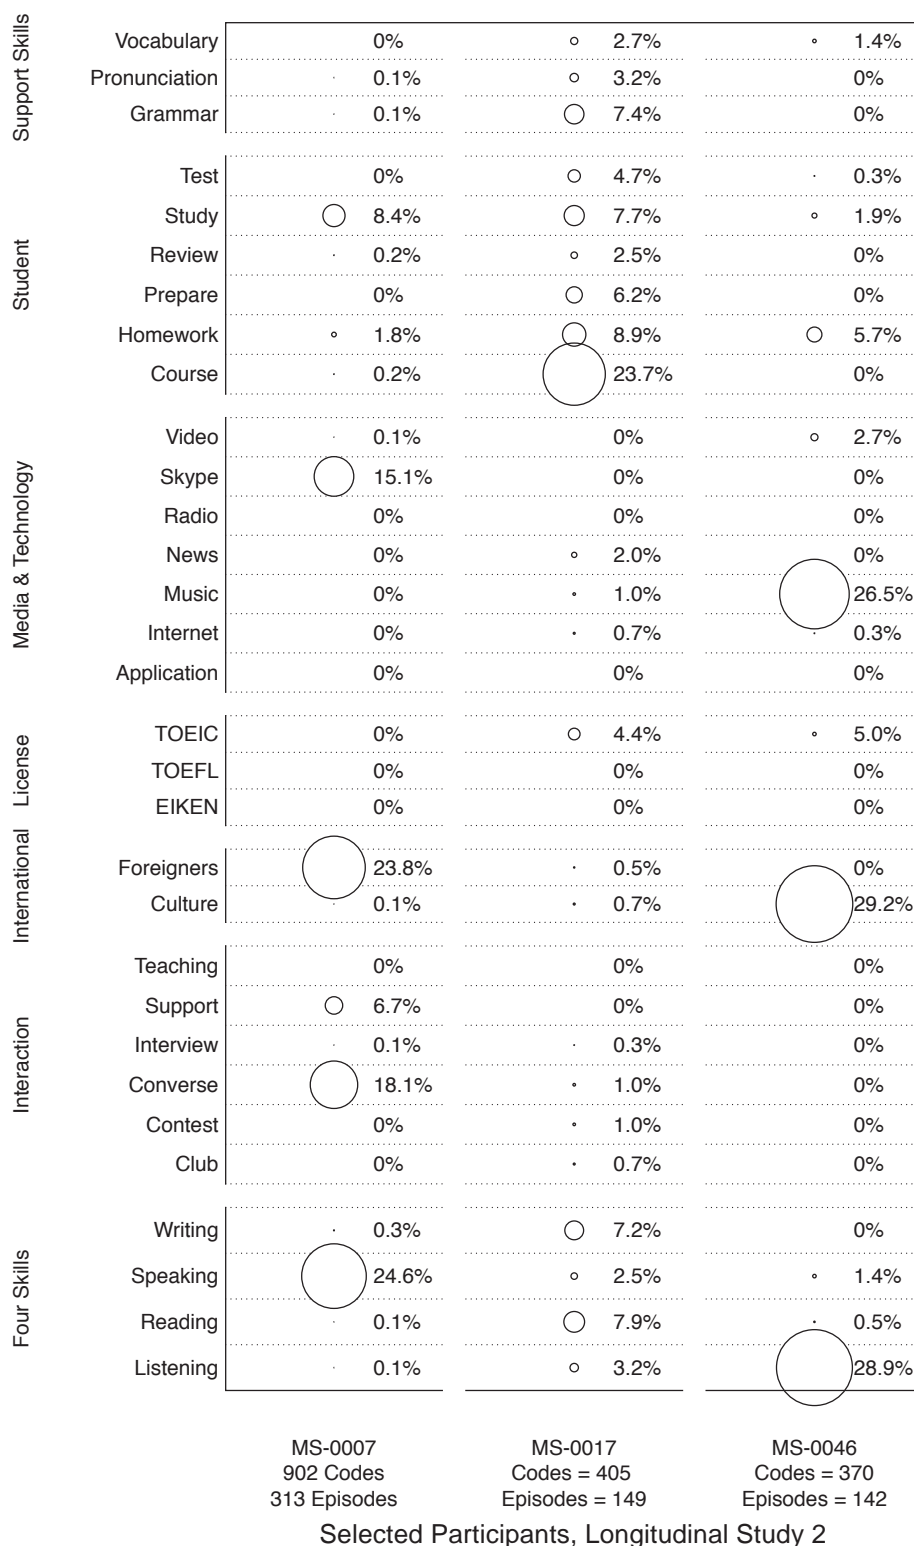 Support Skills
Vocabulary 0% 2.7% 1.4%
Pronunciation 0.1% 3.2% 0%
Grammar 0.1% 7.4% 0%
Student
Test 0% 4.7% 0.3%
Study 8.4% 7.7% 1.9%
Review 0.2% 2.5% 0%
Prepare 0% 6.2% 0%
Homework 1.8% 8.9% 5.7%
Course 0.2% 23.7% 0%
Media & Technology
Video 0.1% 0% 2.7%
Skype 15.1% 0% 0%
Radio 0% 0% 0%
News 0% 2.0% 0%
Music 0% 1.0% 26.5%
Internet 0% 0.7% 0.3%
Application 0% 0% 0%
License
TOEIC 0% 4.4% 5.0%
TOEFL 0% 0% 0%
EIKEN 0% 0% 0%
International
Foreigners 23.8% 0.5% 0%
Culture 0.1% 0.7% 29.2%
Interaction
Teaching 0% 0% 0%
Support 6.7% 0% 0%
Interview 0.1% 0.3% 0%
Converse 18.1% 1.0% 0%
Contest 0% 1.0% 0%
Club 0% 0.7% 0%
Four Skills
Writing 0.3% 7.2% 0%
Speaking 24.6% 2.5% 1.4%
Reading 0.1% 7.9% 0.5%
Listening 0.1% 3.2% 28.9%
MS-0007 MS-0017 MS-0046
902 Codes Codes = 405 Codes = 370
313 Episodes Episodes = 149 Episodes = 142
Selected Participants, Longitudinal Study 2